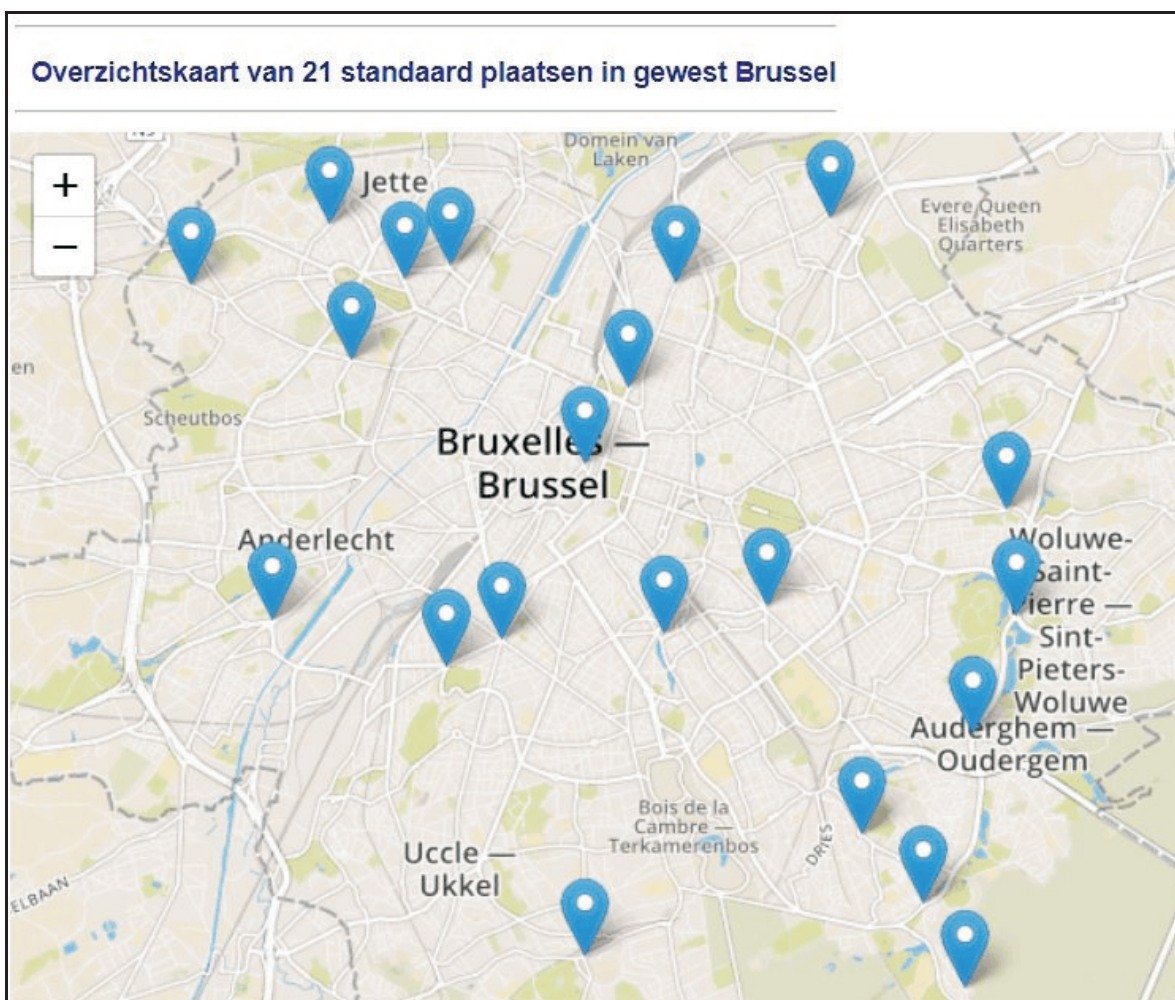 Overzichtskaart van 21 standaard plaatsen in gewest Brussel
+
−
Domein van
Laken
Jette
Evere Queen
Elisabeth
Quarters
en
Scheutbos
Bruxelles —
Brussel
Anderlecht
Woluwe-
Saint-
Pierre —
Sint-
Pieters-
Woluwe
Auderghem —
Oudergem
Bois de la
Cambre —
Terkamerenbos
DRIES
Uccle —
Ukkel
ELBAAN